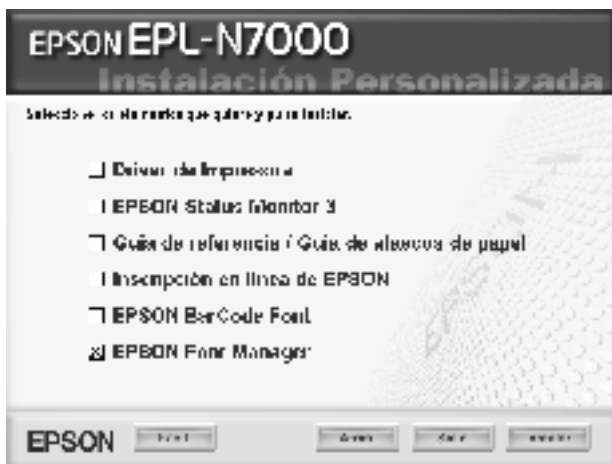 EPSON EPL-N7000
Instalación Personalizada
Driver de Impresora
EPSON Status Monitor 3
Guía de referencia / Guía de atascos de papel
Inscripción en línea de EPSON
EPSON BarCode Font
EPSON Font Manager
EPSON
EPSON